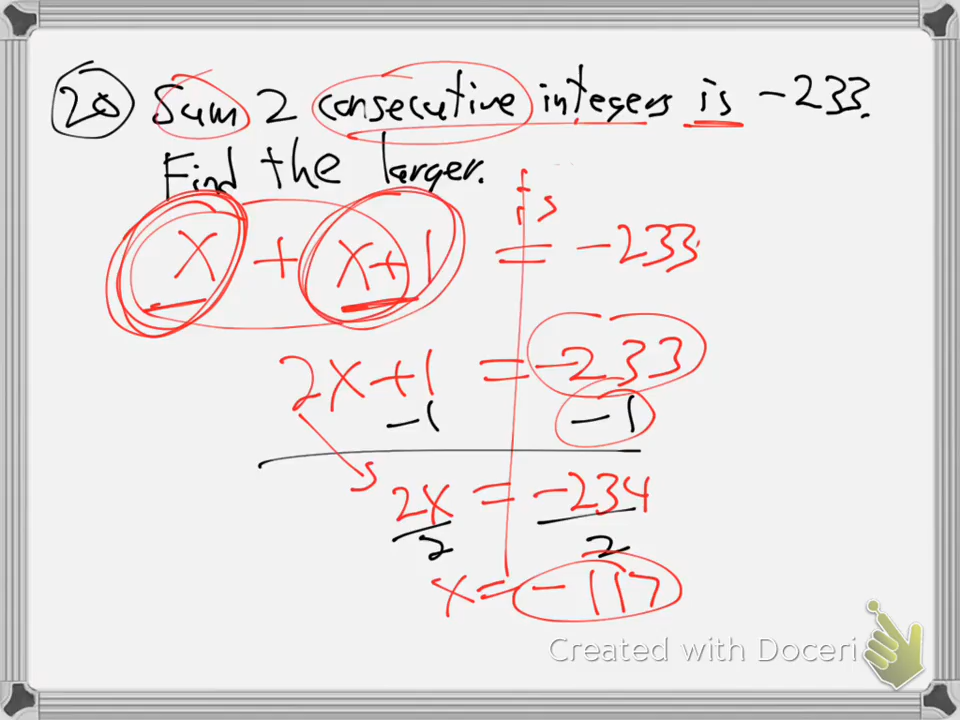 20 Sum 2 consecutive integers is -233.
Find the larger.
is
x + x+1 = -233
2x+1 = -233
-1 -1
2x = -234
2 2
x = -117
Created with Doceri